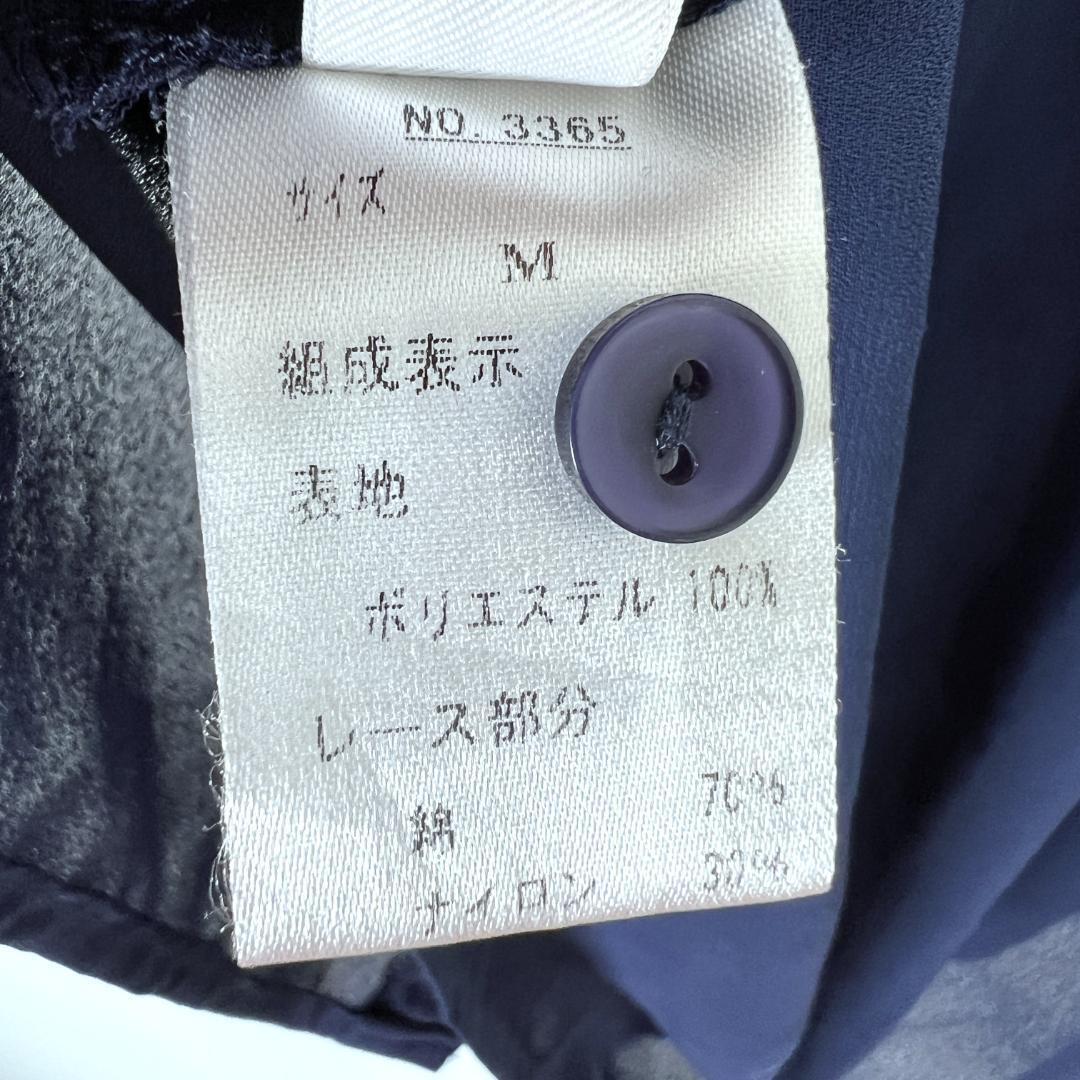 NO. 3365
サイズ
M
組成表示
表地
ポリエステル 100%
レース部分
綿 70%
ナイロン 30%